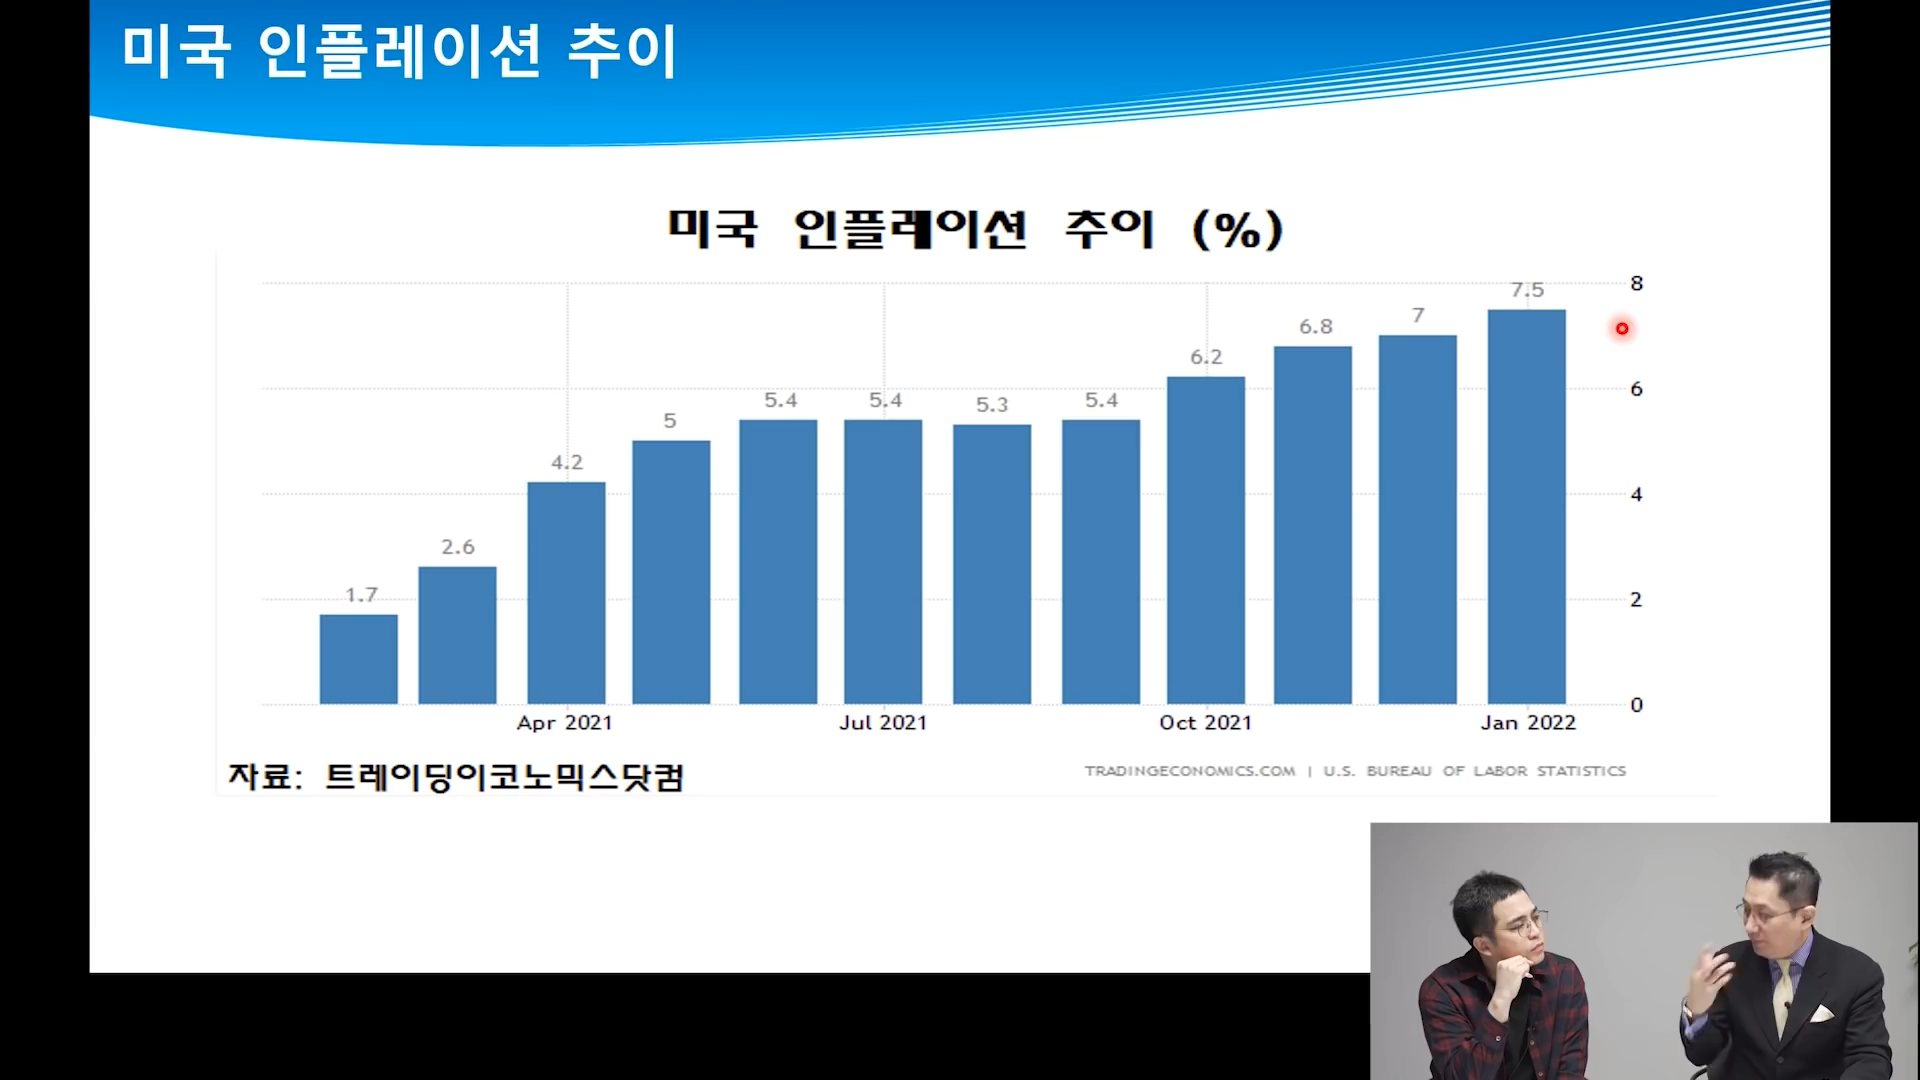 미국 인플레이션 추이
미국 인플레이션 추이 (%)
8
6
4
2
0
1.7
2.6
4.2
5
5.4
5.4
5.3
5.4
6.2
6.8
7
7.5
Apr 2021
Jul 2021
Oct 2021
Jan 2022
자료: 트레이딩이코노믹스닷컴
TRADINGECONOMICS.COM | U.S. BUREAU OF LABOR STATISTICS